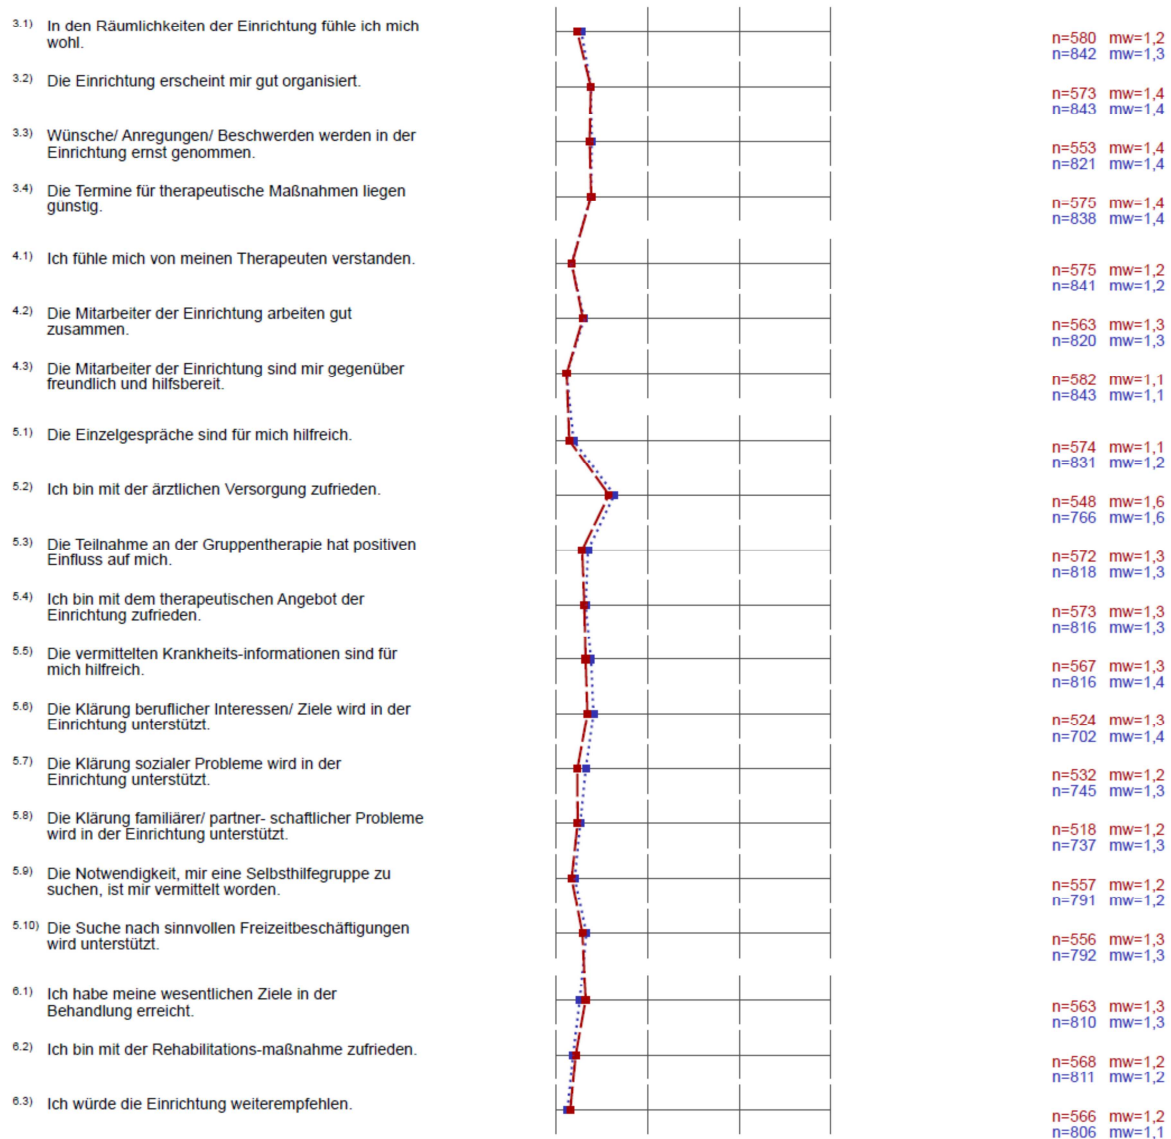 3.1) In den Räumlichkeiten der Einrichtung fühle ich mich
wohl.
n=580 mw=1,2
n=842 mw=1,3
3.2) Die Einrichtung erscheint mir gut organisiert.
n=573 mw=1,4
n=843 mw=1,4
3.3) Wünsche/ Anregungen/ Beschwerden werden in der
Einrichtung ernst genommen.
n=553 mw=1,4
n=821 mw=1,4
3.4) Die Termine für therapeutische Maßnahmen liegen
günstig.
n=575 mw=1,4
n=838 mw=1,4
4.1) Ich fühle mich von meinen Therapeuten verstanden.
n=575 mw=1,2
n=841 mw=1,2
4.2) Die Mitarbeiter der Einrichtung arbeiten gut
zusammen.
n=563 mw=1,3
n=820 mw=1,3
4.3) Die Mitarbeiter der Einrichtung sind mir gegenüber
freundlich und hilfsbereit.
n=582 mw=1,1
n=843 mw=1,1
5.1) Die Einzelgespräche sind für mich hilfreich.
n=574 mw=1,1
n=831 mw=1,2
5.2) Ich bin mit der ärztlichen Versorgung zufrieden.
n=548 mw=1,6
n=766 mw=1,6
5.3) Die Teilnahme an der Gruppentherapie hat positiven
Einfluss auf mich.
n=572 mw=1,3
n=818 mw=1,3
5.4) Ich bin mit dem therapeutischen Angebot der
Einrichtung zufrieden.
n=573 mw=1,3
n=816 mw=1,3
5.5) Die vermittelten Krankheits-informationen sind für
mich hilfreich.
n=567 mw=1,3
n=816 mw=1,4
5.6) Die Klärung beruflicher Interessen/ Ziele wird in der
Einrichtung unterstützt.
n=524 mw=1,3
n=702 mw=1,4
5.7) Die Klärung sozialer Probleme wird in der
Einrichtung unterstützt.
n=532 mw=1,2
n=745 mw=1,3
5.8) Die Klärung familiärer/ partner- schaftlicher Probleme
wird in der Einrichtung unterstützt.
n=518 mw=1,2
n=737 mw=1,3
5.9) Die Notwendigkeit, mir eine Selbsthilfegruppe zu
suchen, ist mir vermittelt worden.
n=557 mw=1,2
n=791 mw=1,2
5.10) Die Suche nach sinnvollen Freizeitbeschäftigungen
wird unterstützt.
n=556 mw=1,3
n=792 mw=1,3
6.1) Ich habe meine wesentlichen Ziele in der
Behandlung erreicht.
n=563 mw=1,3
n=810 mw=1,3
6.2) Ich bin mit der Rehabilitations-maßnahme zufrieden.
n=568 mw=1,2
n=811 mw=1,2
6.3) Ich würde die Einrichtung weiterempfehlen.
n=566 mw=1,2
n=806 mw=1,1